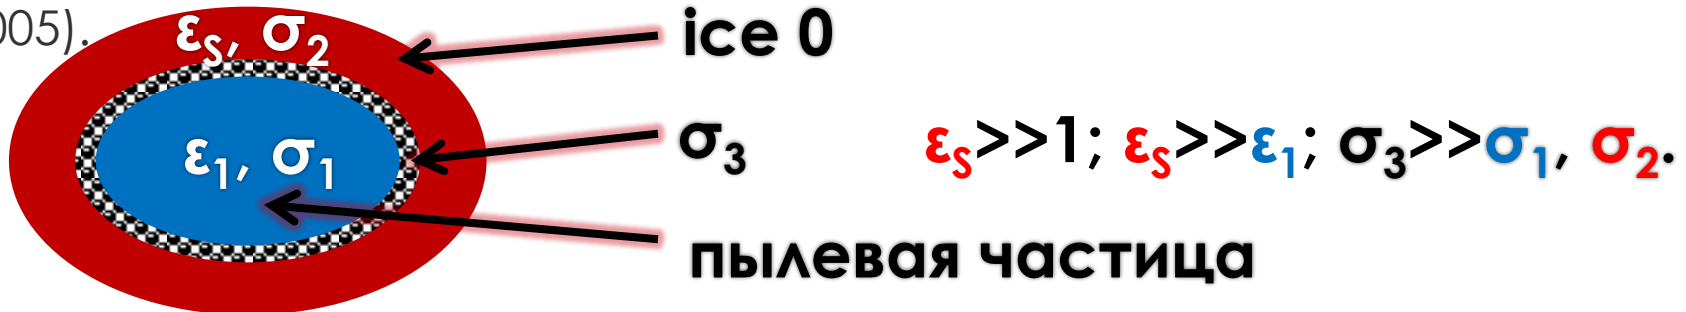 005).
εS, σ2
ice 0
σ3
εS>>1; εS>>ε1; σ3>>σ1, σ2.
ε1, σ1
пылевая частица